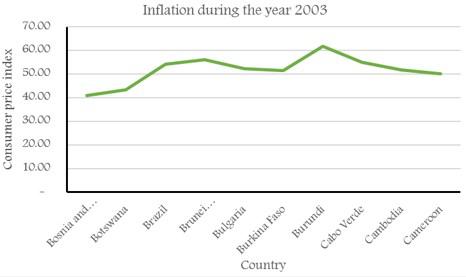 Inflation during the year 2003
Consumer price index
70.00
60.00
50.00
40.00
30.00
20.00
10.00
-
Bosnia and…
Botswana
Brazil
Brunei…
Bulgaria
Burkina Faso
Burundi
Cabo Verde
Cambodia
Cameroon
Country